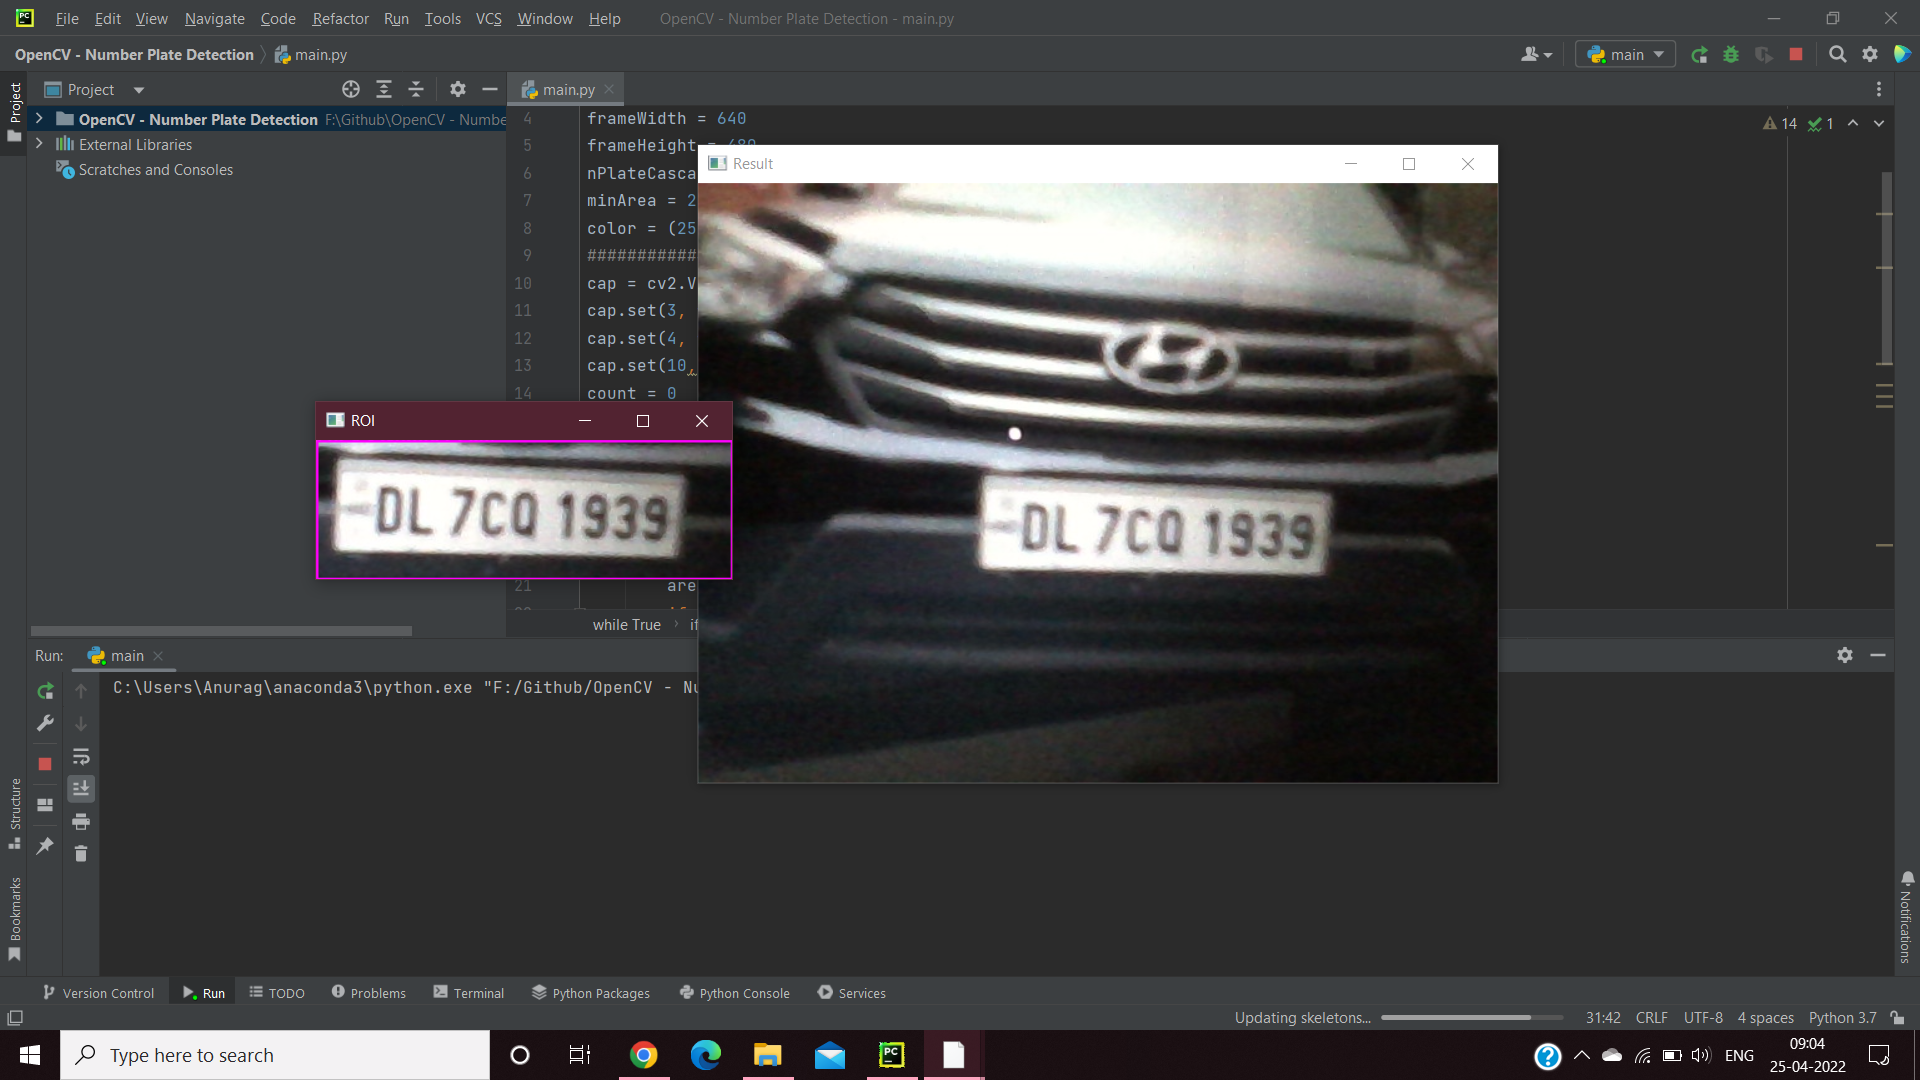 File Edit View Navigate Code Refactor Run Tools VCS Window Help OpenCV - Number Plate Detection - main.py
OpenCV - Number Plate Detection main.py
main
Project
Project
main.py
OpenCV - Number Plate Detection F:\Github\OpenCV - Numbe
External Libraries
Scratches and Consoles
14 1
4 frameWidth = 640
5 frameHeight = 480
6 nPlateCasca
7 minArea = 2
8 color = (25
9 ###########
10 cap = cv2.V
11 cap.set(3,
12 cap.set(4,
13 cap.set(10,
14 count = 0
21 are
while True if
Result
DL 7CQ 1939
ROI
DL 7CQ 1939
Run: main
C:\Users\Anurag\anaconda3\python.exe "F:/Github/OpenCV - Nu
Structure
Bookmarks
Notifications
Version Control Run TODO Problems Terminal Python Packages Python Console Services
Updating skeletons... 31:42 CRLF UTF-8 4 spaces Python 3.7
Type here to search
ENG
09:04
25-04-2022